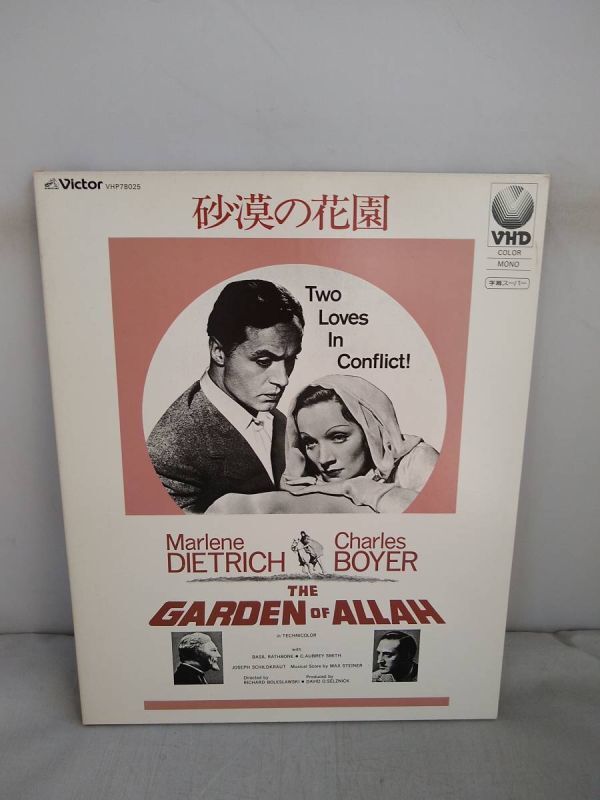 Victor VHP78025
砂漠の花園
VHD
COLOR
MONO
字幕スーパー
Two
Loves
In
Conflict!
Marlene
DIETRICH
Charles
BOYER
THE
GARDEN OF ALLAH
in TECHNICOLOR
with
BASIL RATHBONE • C.AUBREY SMITH
JOSEPH SCHILDKRAUT Musical Score by MAX STEINER
Directed by
RICHARD BOLESLAWSKI •
Produced by
DAVID O.SELZNICK